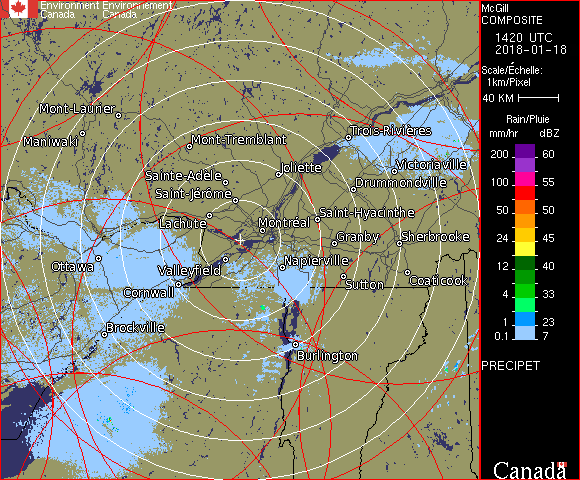 Environment Environnement
Canada Canada
McGill
COMPOSITE
1420 UTC
2018-01-18
Scale/Échelle:
1km/Pixel
40 KM
Rain/Pluie
mm/hr dBZ
200 60
100 55
50 50
24 45
12 40
4 33
1 23
0.1 7
PRECIPET
Canada
Mont-Laurier
Maniwaki
Mont-Tremblant
Trois-Rivières
Joliette
Victoriaville
Sainte-Adèle
Drummondville
Saint-Jérôme
Lachute
Saint-Hyacinthe
Montréal
Granby
Sherbrooke
Ottawa
Valleyfield
Napierville
Sutton
Coaticook
Cornwall
Brockville
Burlington